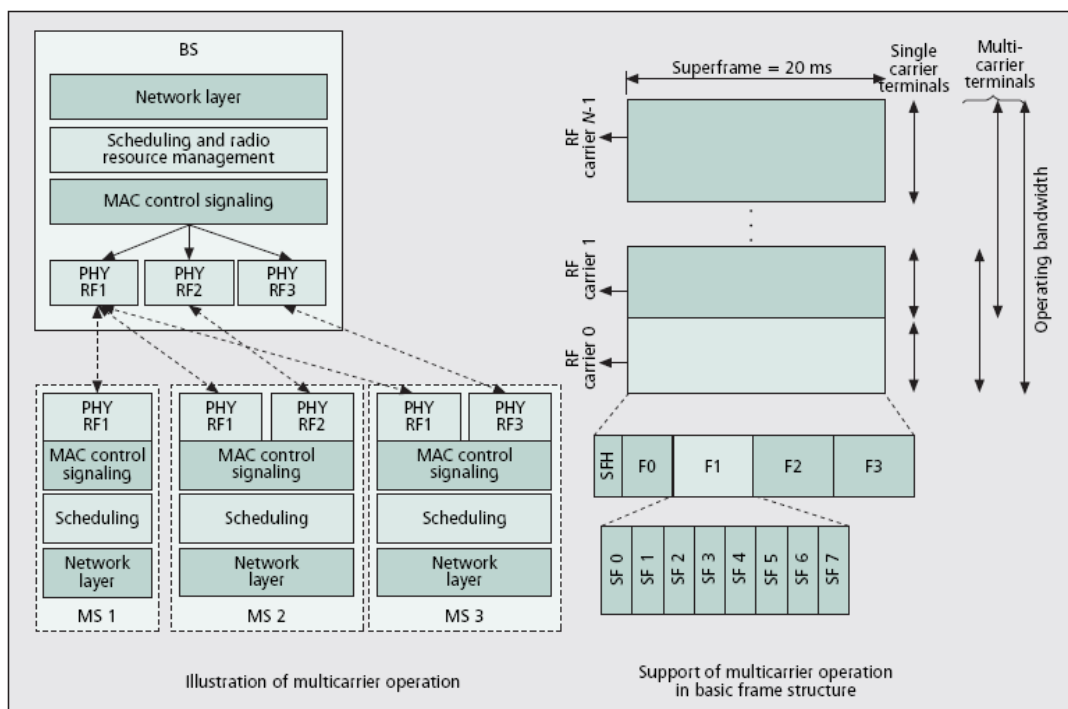 BS
Network layer
Scheduling and radio
resource management
MAC control signaling
PHY
RF1
PHY
RF2
PHY
RF3
PHY
RF1
MAC control
signaling
Scheduling
Network
layer
MS 1
PHY
RF1
PHY
RF2
MAC control
signaling
Scheduling
Network
layer
MS 2
PHY
RF1
PHY
RF3
MAC control
signaling
Scheduling
Network
layer
MS 3
Illustration of multicarrier operation
Superframe = 20 ms
Single
carrier
terminals
Multi-
carrier
terminals
RF
carrier N-1
RF
carrier 1
RF
carrier 0
Operating bandwidth
SFH
F0
F1
F2
F3
SF 0
SF 1
SF 2
SF 3
SF 4
SF 5
SF 6
SF 7
Support of multicarrier operation
in basic frame structure